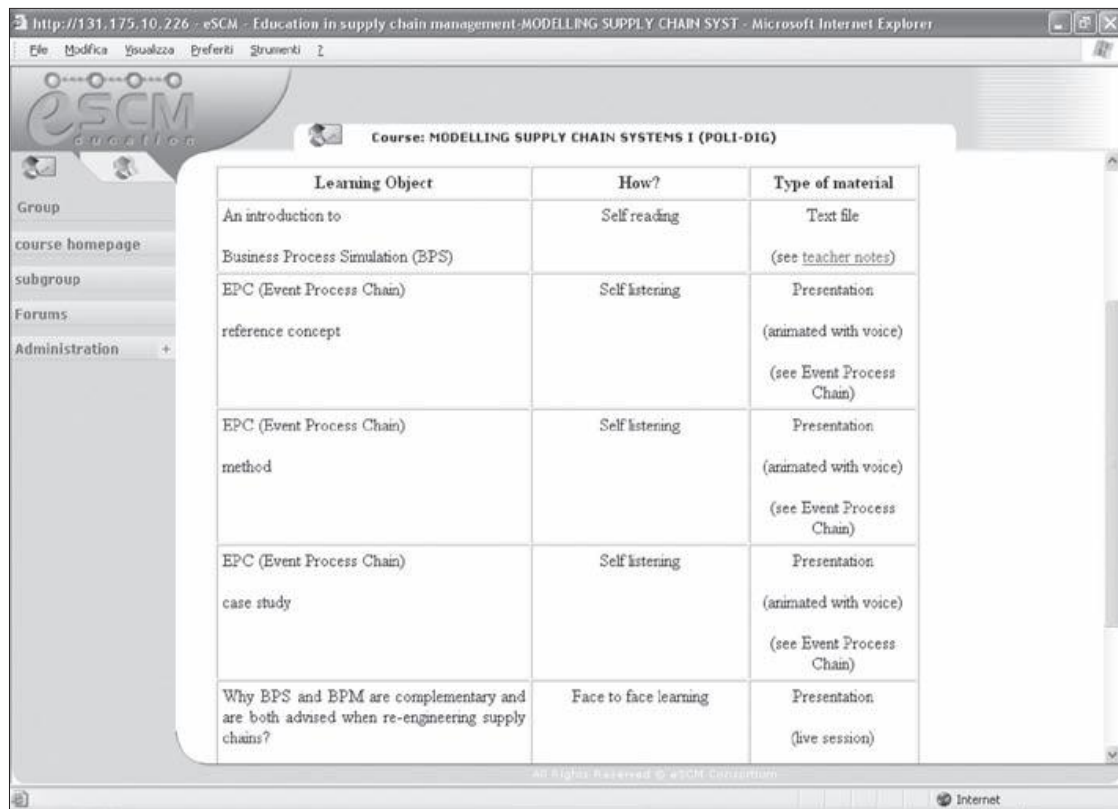 http://131.175.10.226 - eSCM - Education in supply chain management-MODELLING SUPPLY CHAIN SYST - Microsoft Internet Explorer
File Modifica Visualizza Preferiti Strumenti ?
eSCM
education
Course: MODELLING SUPPLY CHAIN SYSTEMS I (POLI-DIG)
Group
course homepage
subgroup
Forums
Administration +
Learning Object How? Type of material
An introduction to Self reading Text file
Business Process Simulation (BPS) (see teacher notes)
EPC (Event Process Chain) Self listening Presentation
reference concept (animated with voice)
(see Event Process
Chain)
EPC (Event Process Chain) Self listening Presentation
method (animated with voice)
(see Event Process
Chain)
EPC (Event Process Chain) Self listening Presentation
case study (animated with voice)
(see Event Process
Chain)
Why BPS and BPM are complementary and Face to face learning Presentation
are both advised when re-engineering supply
chains? (live session)
All Rights Reserved © eSCM Consortium
Internet